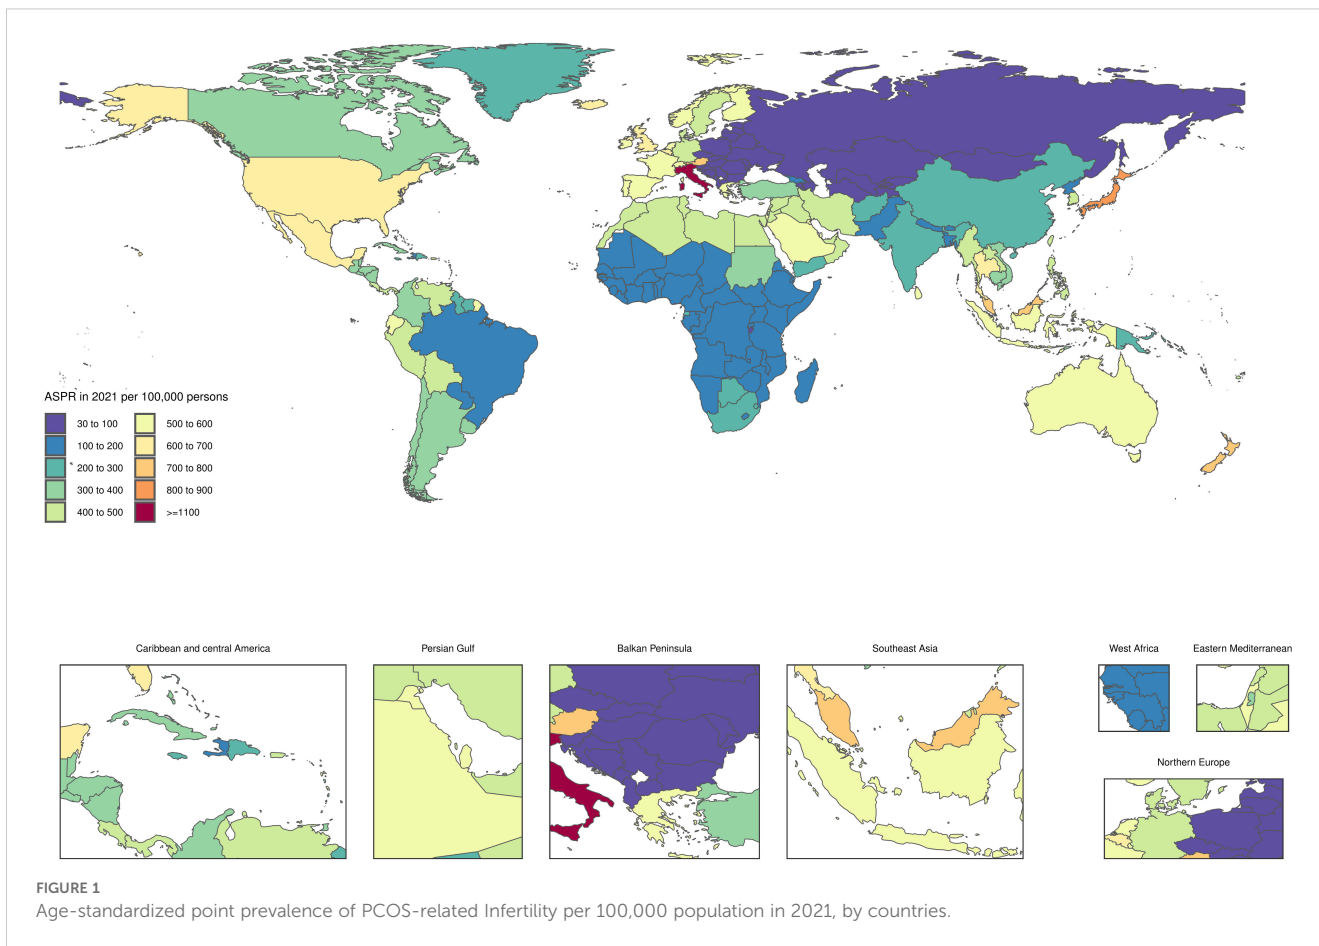 ASPR in 2021 per 100,000 persons
30 to 100
100 to 200
200 to 300
300 to 400
400 to 500
500 to 600
600 to 700
700 to 800
800 to 900
>=1100
Caribbean and central America
Persian Gulf
Balkan Peninsula
Southeast Asia
West Africa
Eastern Mediterranean
Northern Europe
FIGURE 1
Age-standardized point prevalence of PCOS-related Infertility per 100,000 population in 2021, by countries.